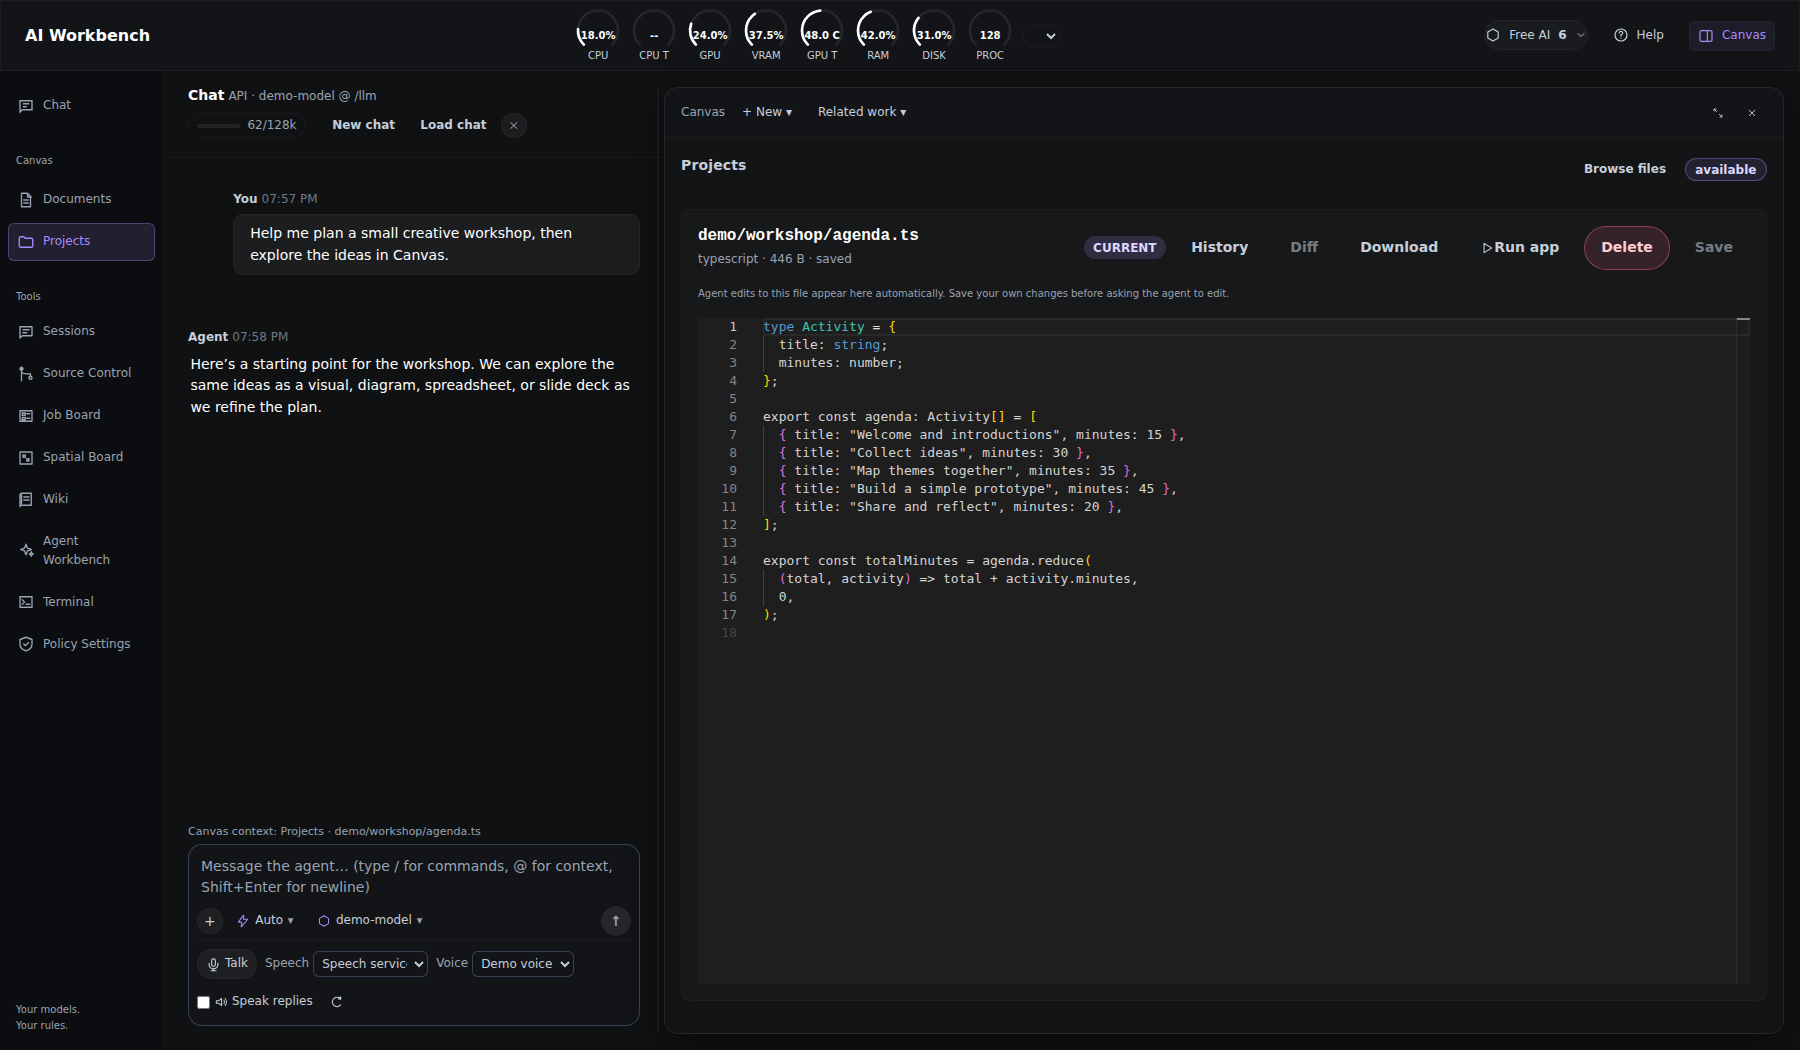 AI Workbench
18.0%
CPU
--
CPU T
24.0%
GPU
37.5%
VRAM
48.0 C
GPU T
42.0%
RAM
31.0%
DISK
128
PROC
Free AI 6
Help
Canvas
Chat
Canvas
Documents
Projects
Tools
Sessions
Source Control
Job Board
Spatial Board
Wiki
Agent
Workbench
Terminal
Policy Settings
Your models.
Your rules.
Chat API · demo-model @ /llm
62/128k
New chat
Load chat
You 07:57 PM
Help me plan a small creative workshop, then
explore the ideas in Canvas.
Agent 07:58 PM
Here’s a starting point for the workshop. We can explore the
same ideas as a visual, diagram, spreadsheet, or slide deck as
we refine the plan.
Canvas context: Projects · demo/workshop/agenda.ts
Message the agent… (type / for commands, @ for context,
Shift+Enter for newline)
+ Auto ▾ demo-model ▾ ↑
Talk Speech Speech servic Voice Demo voice
Speak replies
Canvas + New ▾ Related work ▾
Projects
Browse files
available
demo/workshop/agenda.ts
typescript · 446 B · saved
CURRENT
History
Diff
Download
Run app
Delete
Save
Agent edits to this file appear here automatically. Save your own changes before asking the agent to edit.
1 type Activity = {
2 title: string;
3 minutes: number;
4 };
5
6 export const agenda: Activity[] = [
7 { title: "Welcome and introductions", minutes: 15 },
8 { title: "Collect ideas", minutes: 30 },
9 { title: "Map themes together", minutes: 35 },
10 { title: "Build a simple prototype", minutes: 45 },
11 { title: "Share and reflect", minutes: 20 },
12 ];
13
14 export const totalMinutes = agenda.reduce(
15 (total, activity) => total + activity.minutes,
16 0,
17 );
18